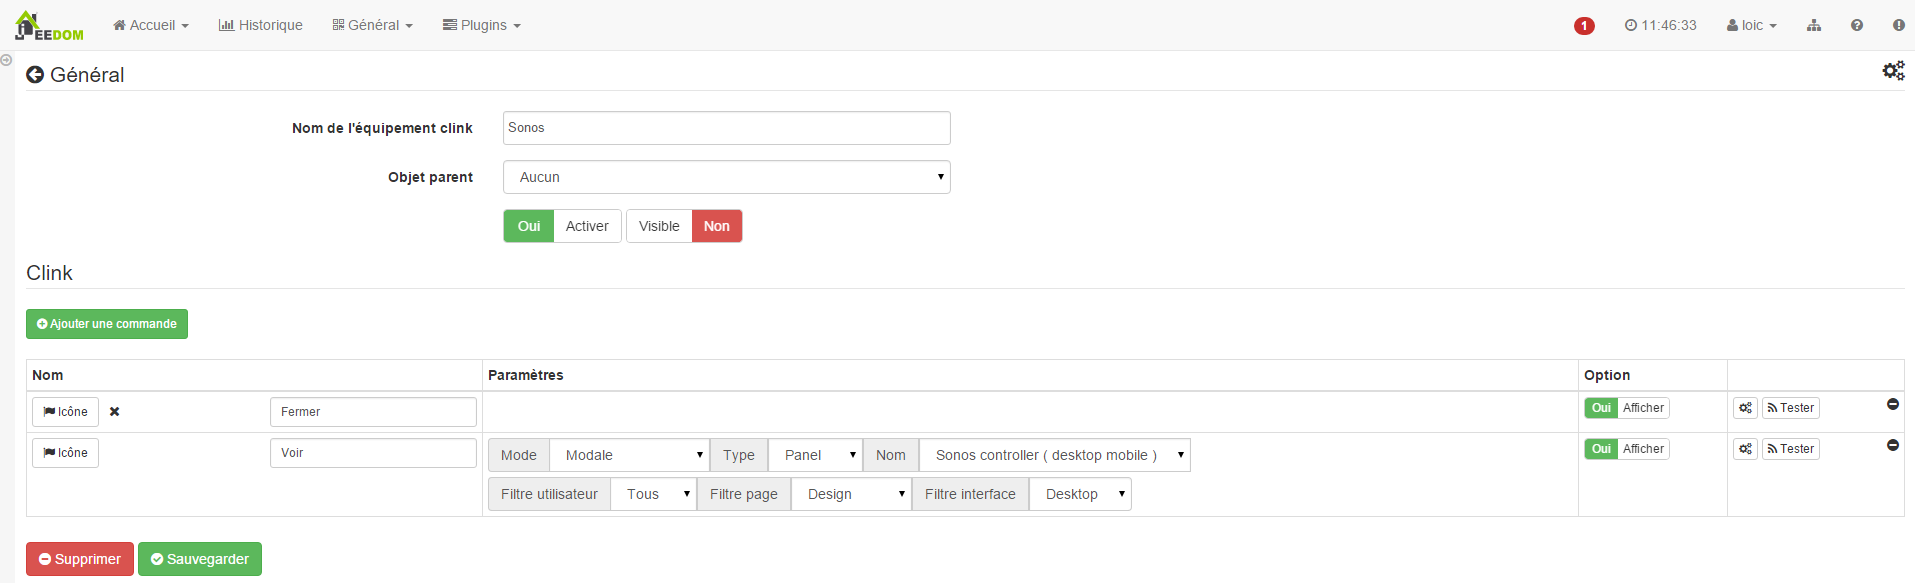 JEEDOM Accueil Historique Général Plugins 1 11:46:33 loic
Général
Nom de l'équipement clink Sonos
Objet parent Aucun
Oui Activer Visible Non
Clink
Ajouter une commande
Nom Paramètres Option
Icône Fermer Oui Afficher Tester
Icône Voir Mode Modale Type Panel Nom Sonos controller ( desktop mobile ) Oui Afficher Tester
Filtre utilisateur Tous Filtre page Design Filtre interface Desktop
Supprimer Sauvegarder